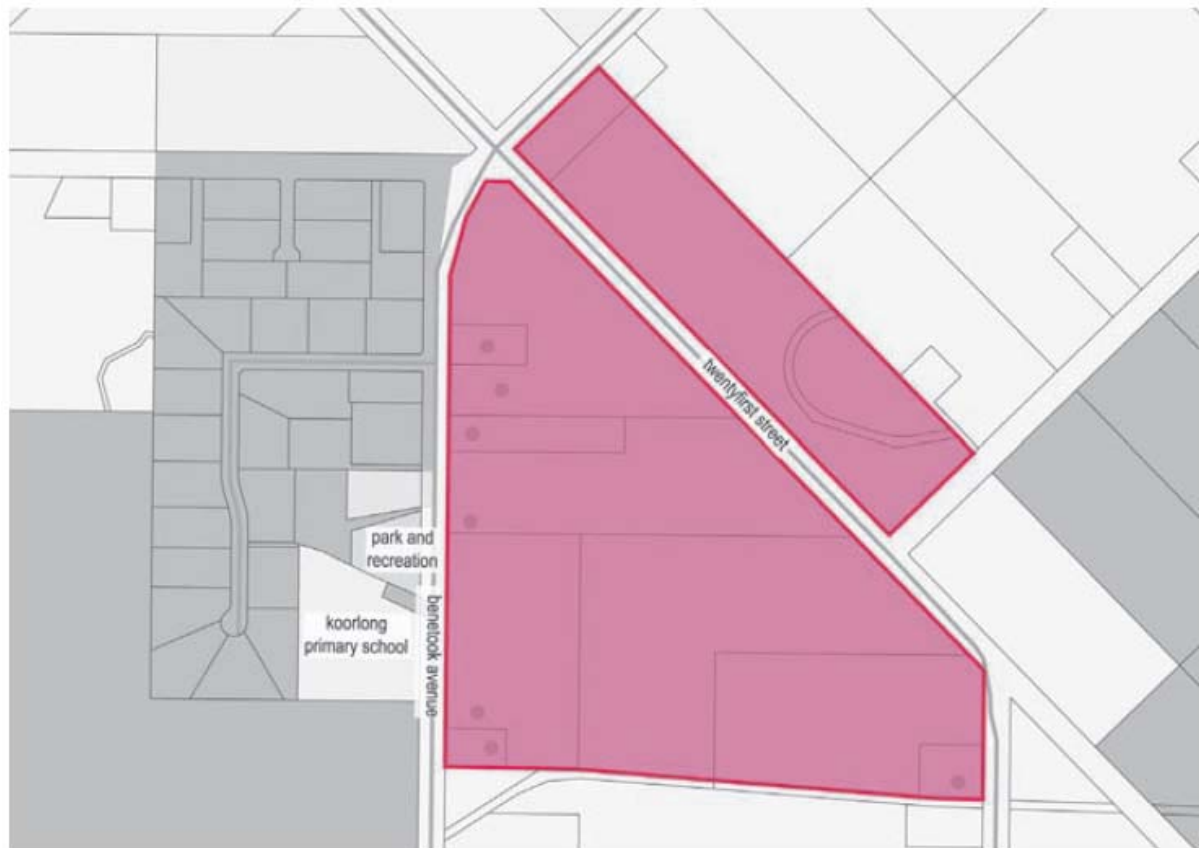 twentyfirst street
park and
recreation
benetook avenue
koorlong
primary school